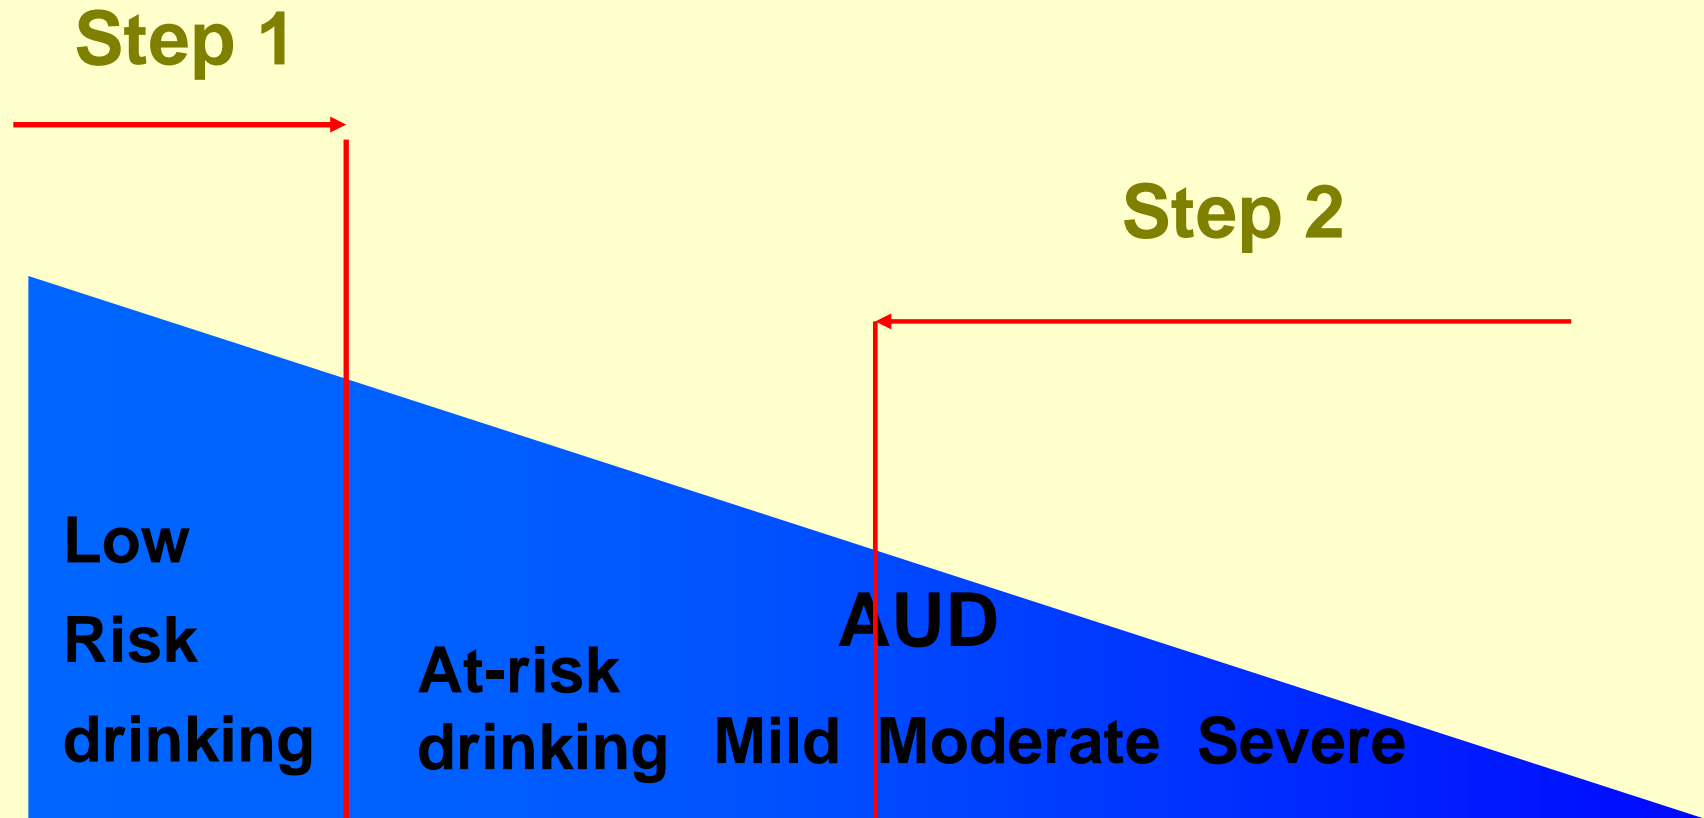 Step 1
Step 2
Low
Risk
drinking
At-risk
drinking
AUD
Mild Moderate Severe